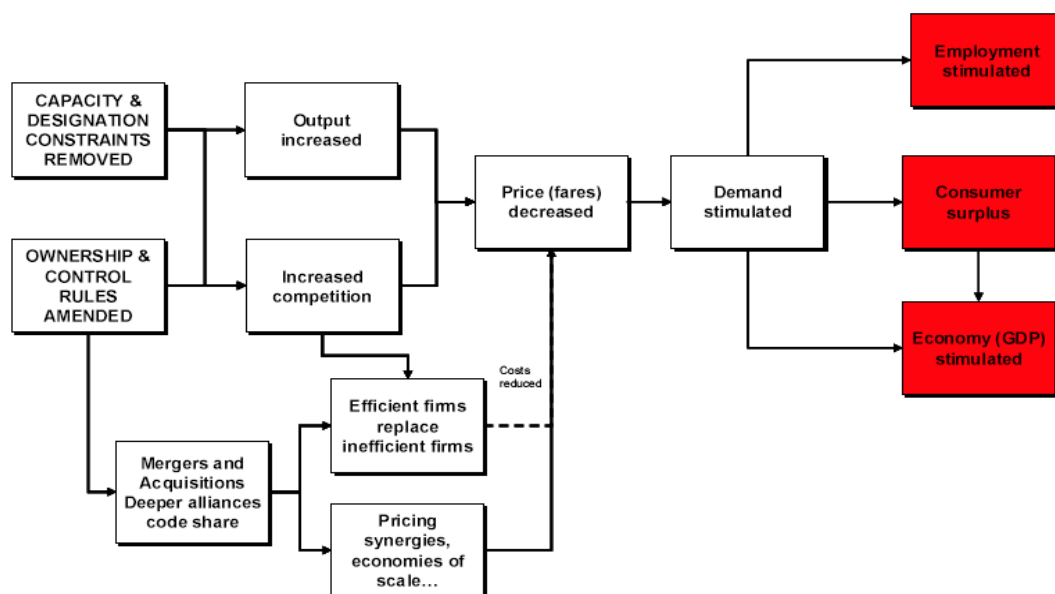 Employment
stimulated
CAPACITY &
DESIGNATION
CONSTRAINTS
REMOVED
Output
increased
Price (fares)
decreased
Demand
stimulated
Consumer
surplus
OWNERSHIP &
CONTROL
RULES
AMENDED
Increased
competition
Economy (GDP)
stimulated
Costs
reduced
Efficient firms
replace
inefficient firms
Mergers and
Acquisitions
Deeper alliances
code share
Pricing
synergies,
economies of
scale…